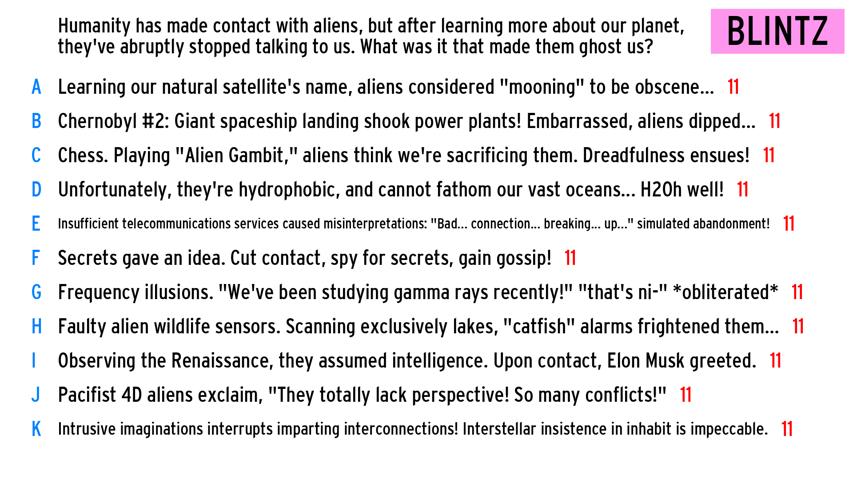 Humanity has made contact with aliens, but after learning more about our planet,
they've abruptly stopped talking to us. What was it that made them ghost us?
BLINTZ
A Learning our natural satellite's name, aliens considered "mooning" to be obscene... 11
B Chernobyl #2: Giant spaceship landing shook power plants! Embarrassed, aliens dipped... 11
C Chess. Playing "Alien Gambit," aliens think we're sacrificing them. Dreadfulness ensues! 11
D Unfortunately, they're hydrophobic, and cannot fathom our vast oceans... H2Oh well! 11
E Insufficient telecommunications services caused misinterpretations: "Bad... connection... breaking... up..." simulated abandonment! 11
F Secrets gave an idea. Cut contact, spy for secrets, gain gossip! 11
G Frequency illusions. "We've been studying gamma rays recently!" "that's ni-" *obliterated* 11
H Faulty alien wildlife sensors. Scanning exclusively lakes, "catfish" alarms frightened them... 11
I Observing the Renaissance, they assumed intelligence. Upon contact, Elon Musk greeted. 11
J Pacifist 4D aliens exclaim, "They totally lack perspective! So many conflicts!" 11
K Intrusive imaginations interrupts imparting interconnections! Interstellar insistence in inhabit is impeccable. 11